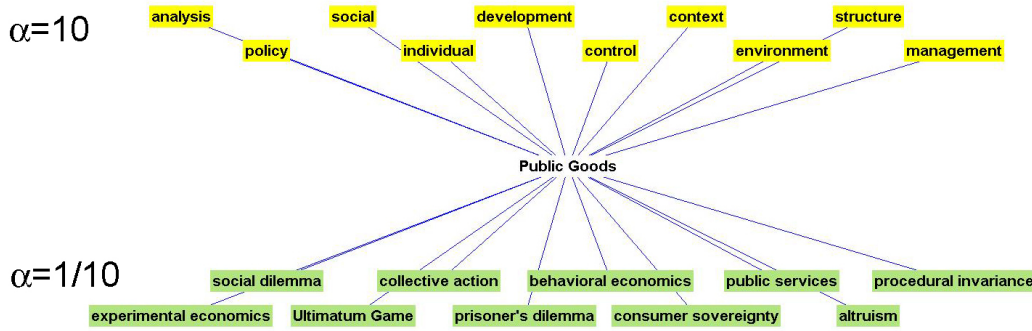 α=10
analysis
social
development
context
structure
policy
individual
control
environment
management
Public Goods
α=1/10
social dilemma
collective action
behavioral economics
public services
procedural invariance
experimental economics
Ultimatum Game
prisoner's dilemma
consumer sovereignty
altruism